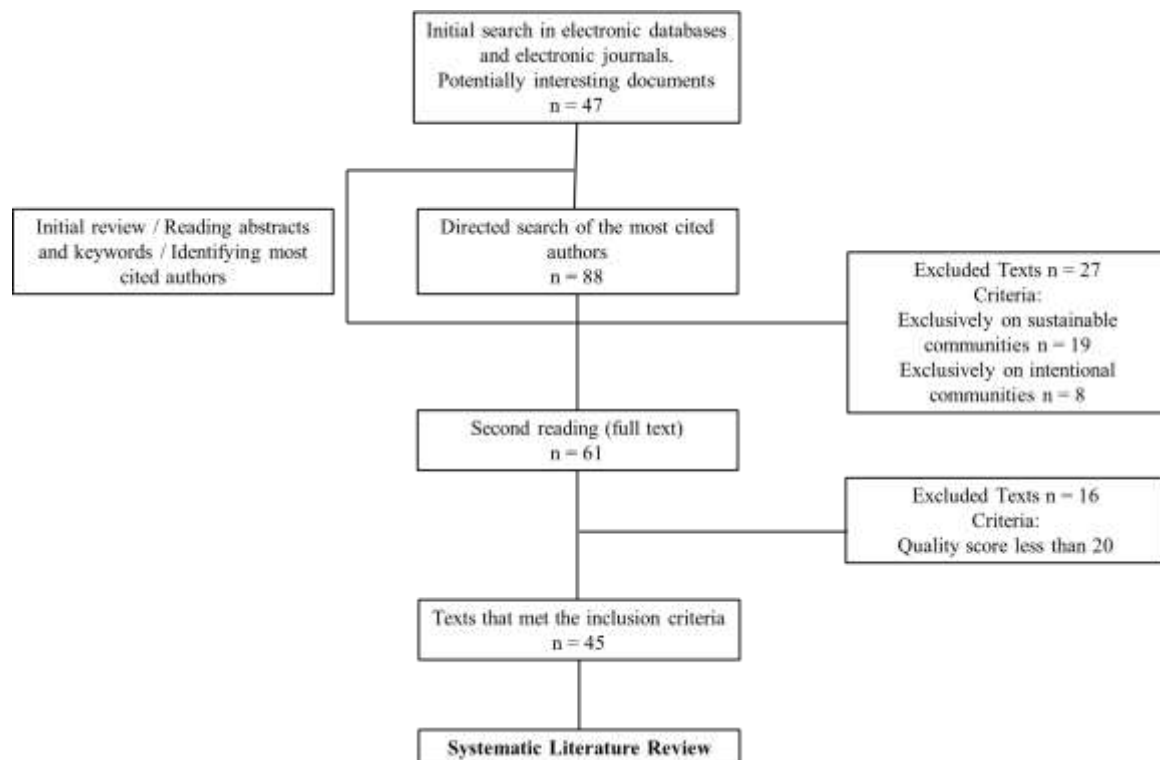 Initial search in electronic databases
and electronic journals.
Potentially interesting documents
n = 47
Initial review / Reading abstracts
and keywords / Identifying most
cited authors
Directed search of the most cited
authors
n = 88
Excluded Texts n = 27
Criteria:
Exclusively on sustainable
communities n = 19
Exclusively on intentional
communities n = 8
Second reading (full text)
n = 61
Excluded Texts n = 16
Criteria:
Quality score less than 20
Texts that met the inclusion criteria
n = 45
Systematic Literature Review